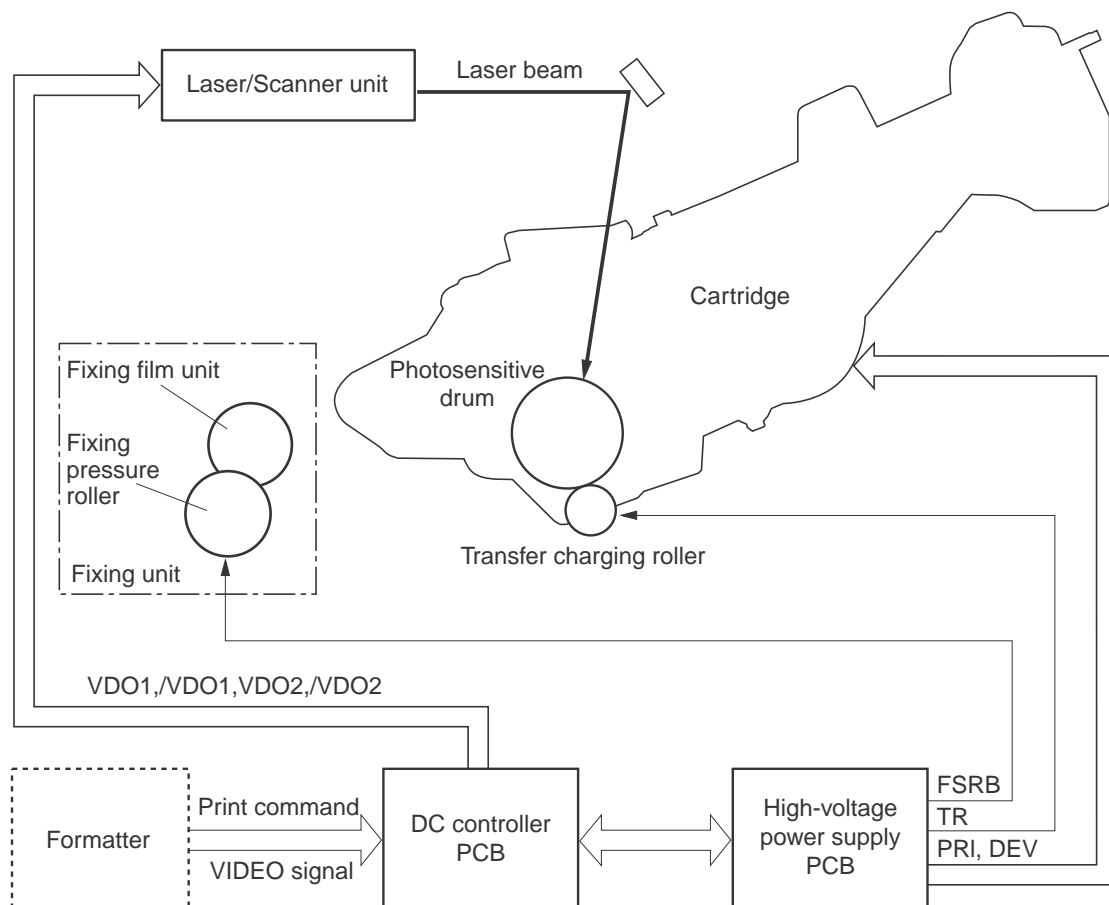 Laser/Scanner unit
Laser beam
Cartridge
Photosensitive
drum
Fixing film unit
Fixing
pressure
roller
Fixing unit
Transfer charging roller
VDO1,/VDO1,VDO2,/VDO2
Formatter
Print command
VIDEO signal
DC controller
PCB
High-voltage
power supply
PCB
FSRB
TR
PRI, DEV